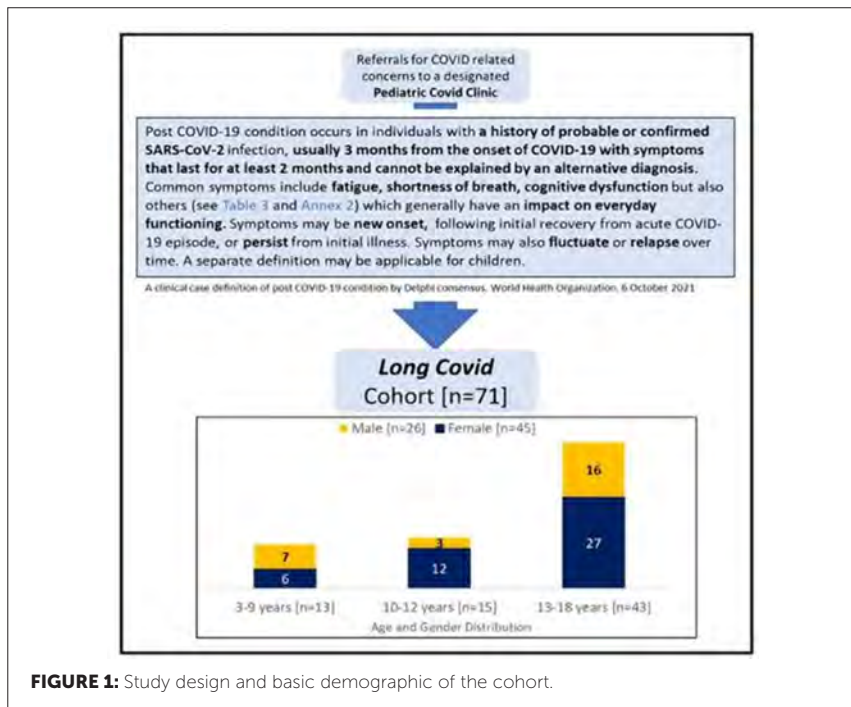 Referrals for COVID related
concerns to a designated
Pediatric Covid Clinic
Post COVID-19 condition occurs in individuals with a history of probable or confirmed
SARS-CoV-2 infection, usually 3 months from the onset of COVID-19 with symptoms
that last for at least 2 months and cannot be explained by an alternative diagnosis.
Common symptoms include fatigue, shortness of breath, cognitive dysfunction but also
others (see Table 3 and Annex 2) which generally have an impact on everyday
functioning. Symptoms may be new onset, following initial recovery from acute COVID-
19 episode, or persist from initial illness. Symptoms may also fluctuate or relapse over
time. A separate definition may be applicable for children.
A clinical case definition of post COVID-19 condition by Delphi consensus. World Health Organization, 6 October 2021
Long Covid
Cohort [n=71]
Male [n=26] Female [n=45]
16
7 3 27
6 12
3-9 years [n=13] 10-12 years [n=15] 13-18 years [n=43]
Age and Gender Distribution
FIGURE 1: Study design and basic demographic of the cohort.